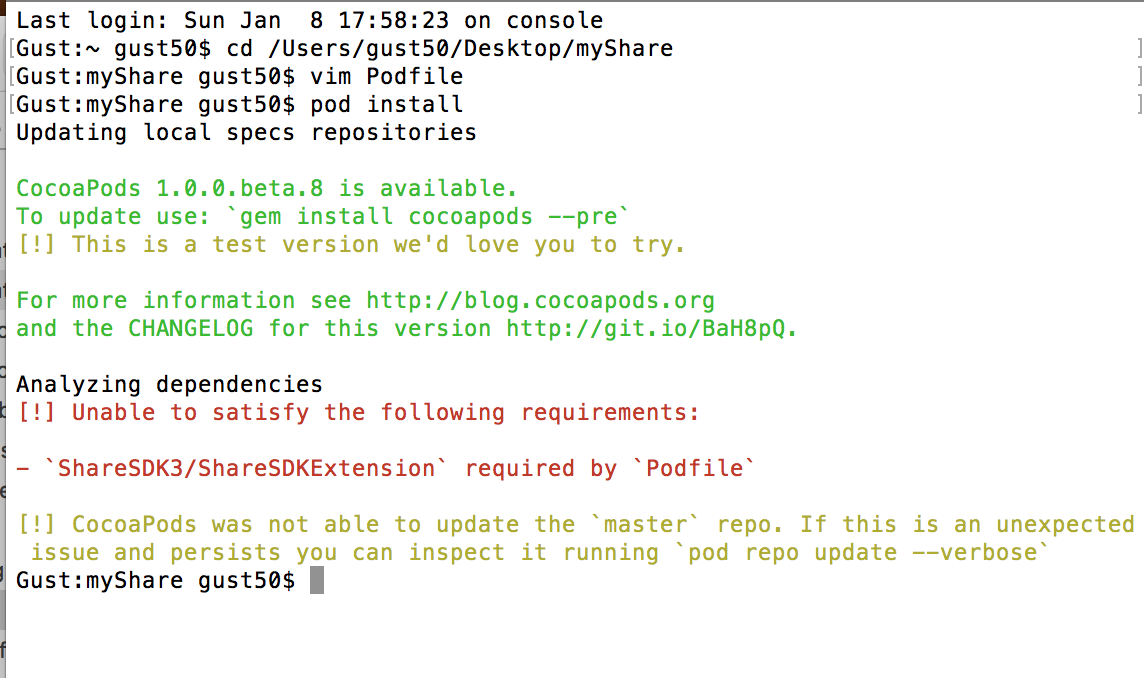 Last login: Sun Jan  8 17:58:23 on console
[Gust:~ gust50$ cd /Users/gust50/Desktop/myShare ]
[Gust:myShare gust50$ vim Podfile ]
[Gust:myShare gust50$ pod install ]
Updating local specs repositories
CocoaPods 1.0.0.beta.8 is available.
To update use: `gem install cocoapods --pre`
[!] This is a test version we'd love you to try.
For more information see http://blog.cocoapods.org
and the CHANGELOG for this version http://git.io/BaH8pQ.
Analyzing dependencies
[!] Unable to satisfy the following requirements:
- `ShareSDK3/ShareSDKExtension` required by `Podfile`
[!] CocoaPods was not able to update the `master` repo. If this is an unexpected
issue and persists you can inspect it running `pod repo update --verbose`
Gust:myShare gust50$